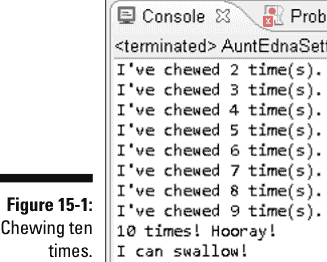 Console
Prob
<terminated> AuntEdnaSett
I've chewed 2 time(s).
I've chewed 3 time(s).
I've chewed 4 time(s).
I've chewed 5 time(s).
I've chewed 6 time(s).
I've chewed 7 time(s).
I've chewed 8 time(s).
I've chewed 9 time(s).
10 times! Hooray!
I can swallow!
Figure 15-1:
Chewing ten
times.